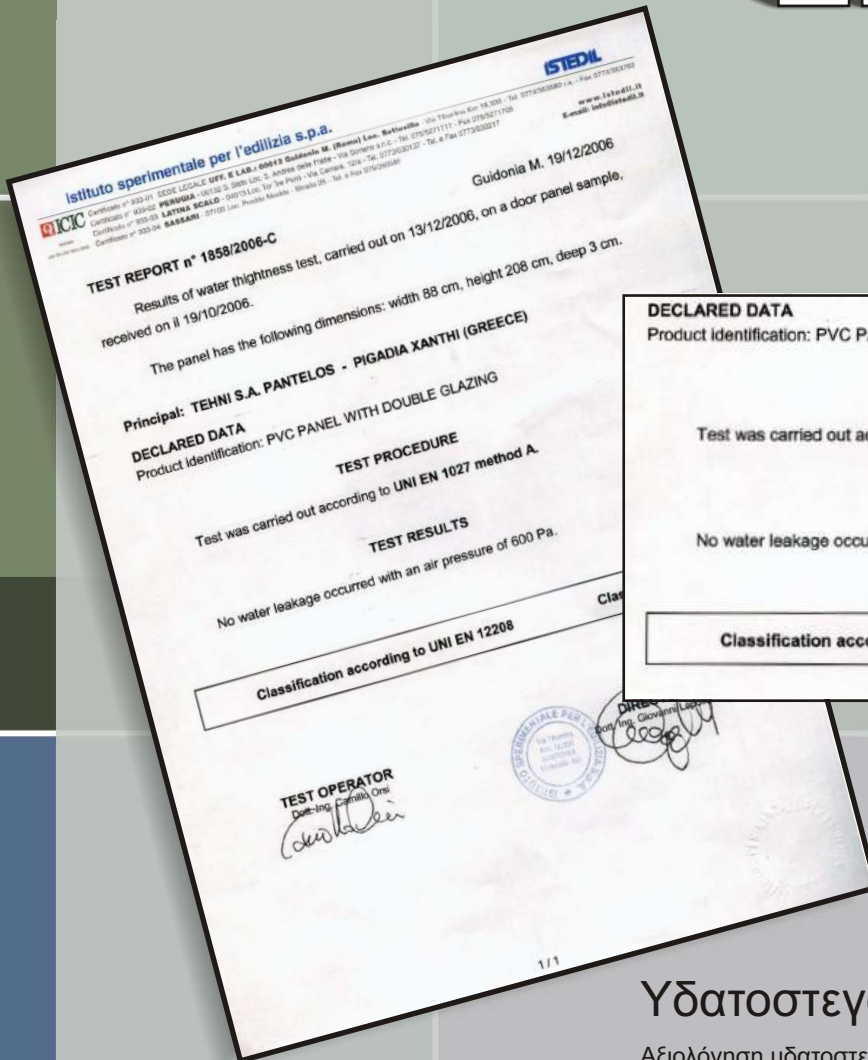 ISTEDIL
Istituto sperimentale per l'edilizia s.p.a.
www.istedil.it
QICIC
Guidonia M. 19/12/2006
TEST REPORT n° 1858/2006-C
Results of water thightness test, carried out on 13/12/2006, on a door panel sample,
received on il 19/10/2006.
The panel has the following dimensions: width 88 cm, height 208 cm, deep 3 cm.
Principal: TEHNI S.A. PANTELOS - PIGADIA XANTHI (GREECE)
DECLARED DATA
Product identification: PVC PANEL WITH DOUBLE GLAZING
TEST PROCEDURE
Test was carried out according to UNI EN 1027 method A.
TEST RESULTS
No water leakage occurred with an air pressure of 600 Pa.
Classification according to UNI EN 12208
Clas
TEST OPERATOR
Dott. Ing. Camillo Orsi
1/1
DECLARED DATA
Product identification: PVC P
Test was carried out a
No water leakage occu
Classification acco
Υδατοστεγ
Αξιολόγηση υδατοστε